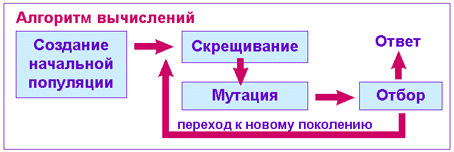 Алгоритм вычислений
Создание
начальной
популяции
Скрещивание
Мутация
Ответ
Отбор
переход к новому поколению